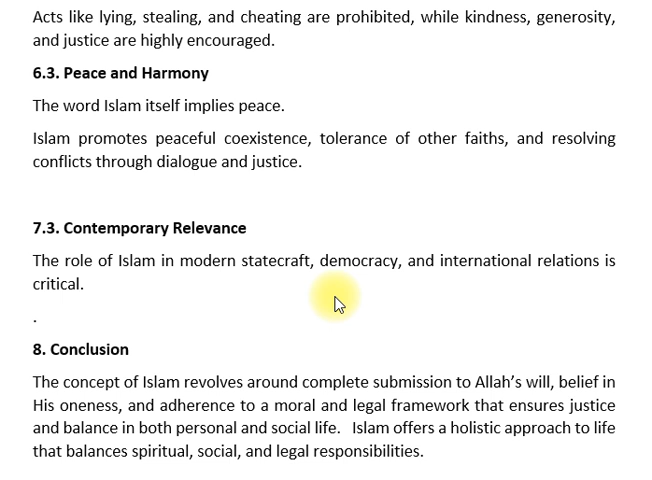 Acts like lying, stealing, and cheating are prohibited, while kindness, generosity,
and justice are highly encouraged.
6.3. Peace and Harmony
The word Islam itself implies peace.
Islam promotes peaceful coexistence, tolerance of other faiths, and resolving
conflicts through dialogue and justice.
7.3. Contemporary Relevance
The role of Islam in modern statecraft, democracy, and international relations is
critical.
.
8. Conclusion
The concept of Islam revolves around complete submission to Allah’s will, belief in
His oneness, and adherence to a moral and legal framework that ensures justice
and balance in both personal and social life.  Islam offers a holistic approach to life
that balances spiritual, social, and legal responsibilities.